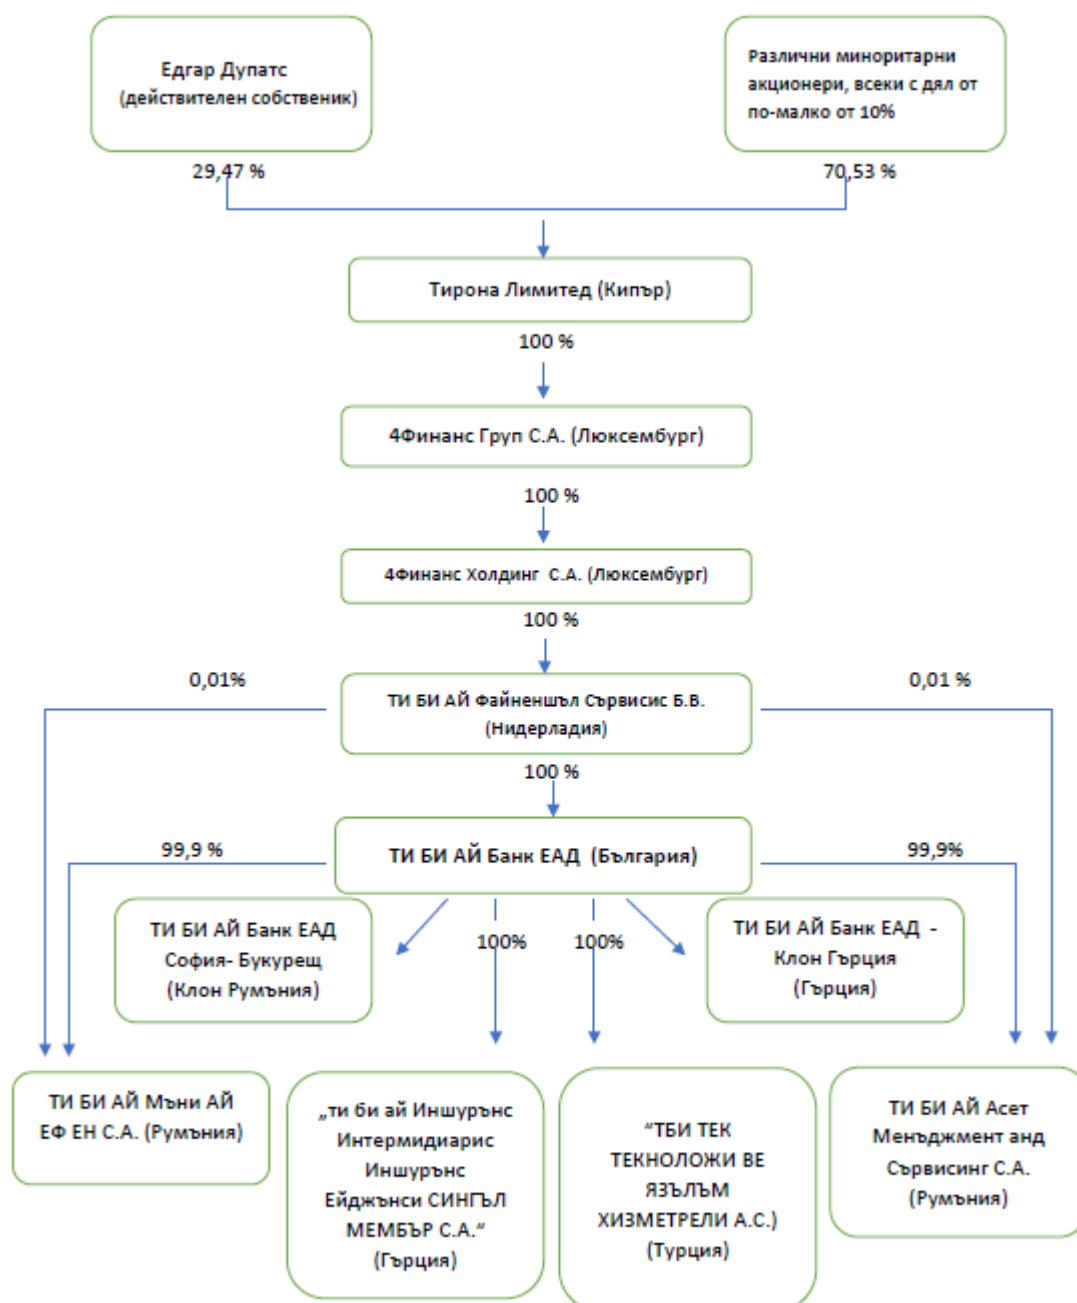 Едгар Дупатс
(действителен собственик)
Различни миноритарни
акционери, всеки с дял от
по-малко от 10%
29,47 %
70,53 %
Тирона Лимитед (Кипър)
100 %
4Финанс Груп С.А. (Люксембург)
100 %
4Финанс Холдинг С.А. (Люксембург)
100 %
0,01%
0,01 %
ТИ БИ АЙ Файненшъл Сървисис Б.В.
(Нидерладия)
100 %
99,9 %
ТИ БИ АЙ Банк ЕАД (България)
99,9%
ТИ БИ АЙ Банк ЕАД
София- Букурещ
(Клон Румъния)
100%
100%
ТИ БИ АЙ Банк ЕАД -
Клон Гърция
(Гърция)
ТИ БИ АЙ Мъни АЙ
ЕФ ЕН С.А. (Румъния)
„ти би ай Иншурънс
Интермидиарис
Иншурънс
Ейджънси СИНГЪЛ
МЕМБЪР С.А.“
(Гърция)
“ТБИ ТЕК
ТЕКНОЛОЖИ ВЕ
ЯЗЪЛЪМ
ХИЗМЕТРЕЛИ А.С.)
(Турция)
ТИ БИ АЙ Асет
Менъджмент анд
Сървисинг С.А.
(Румъния)